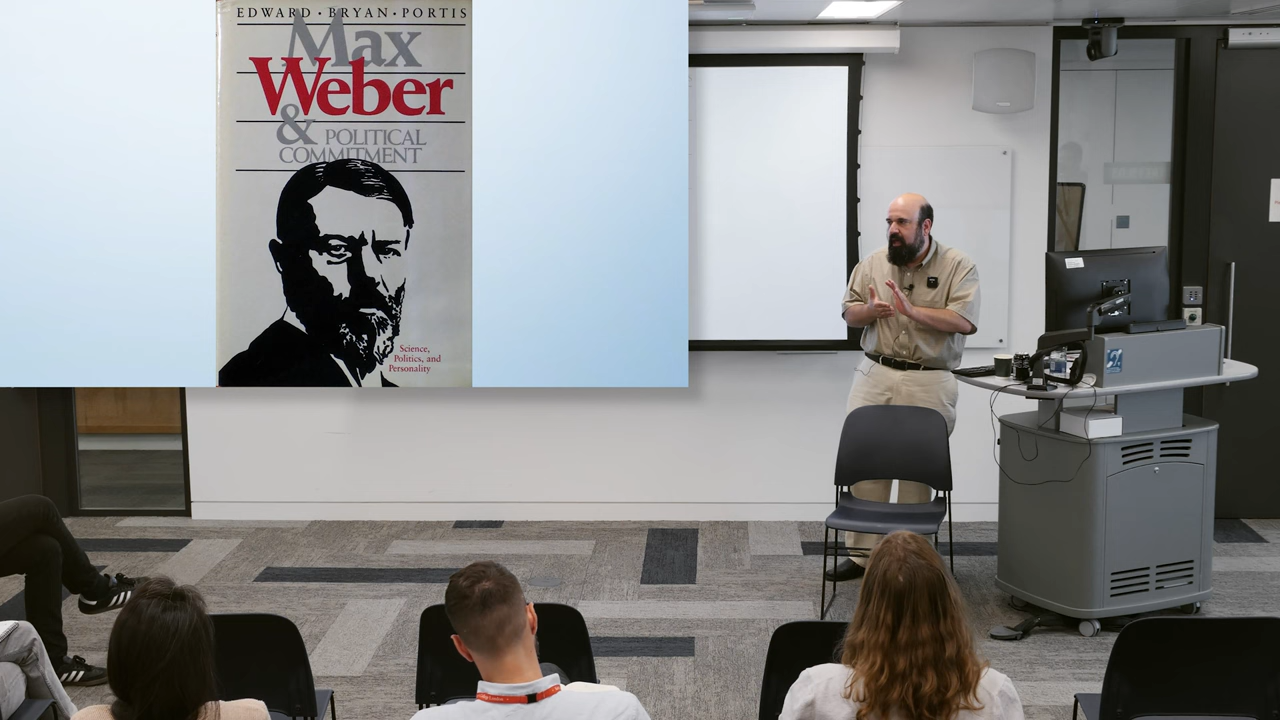 EDWARD • BRYAN • PORTIS
Max
Weber
& POLITICAL
COMMITMENT
Science,
Politics, and
Personality